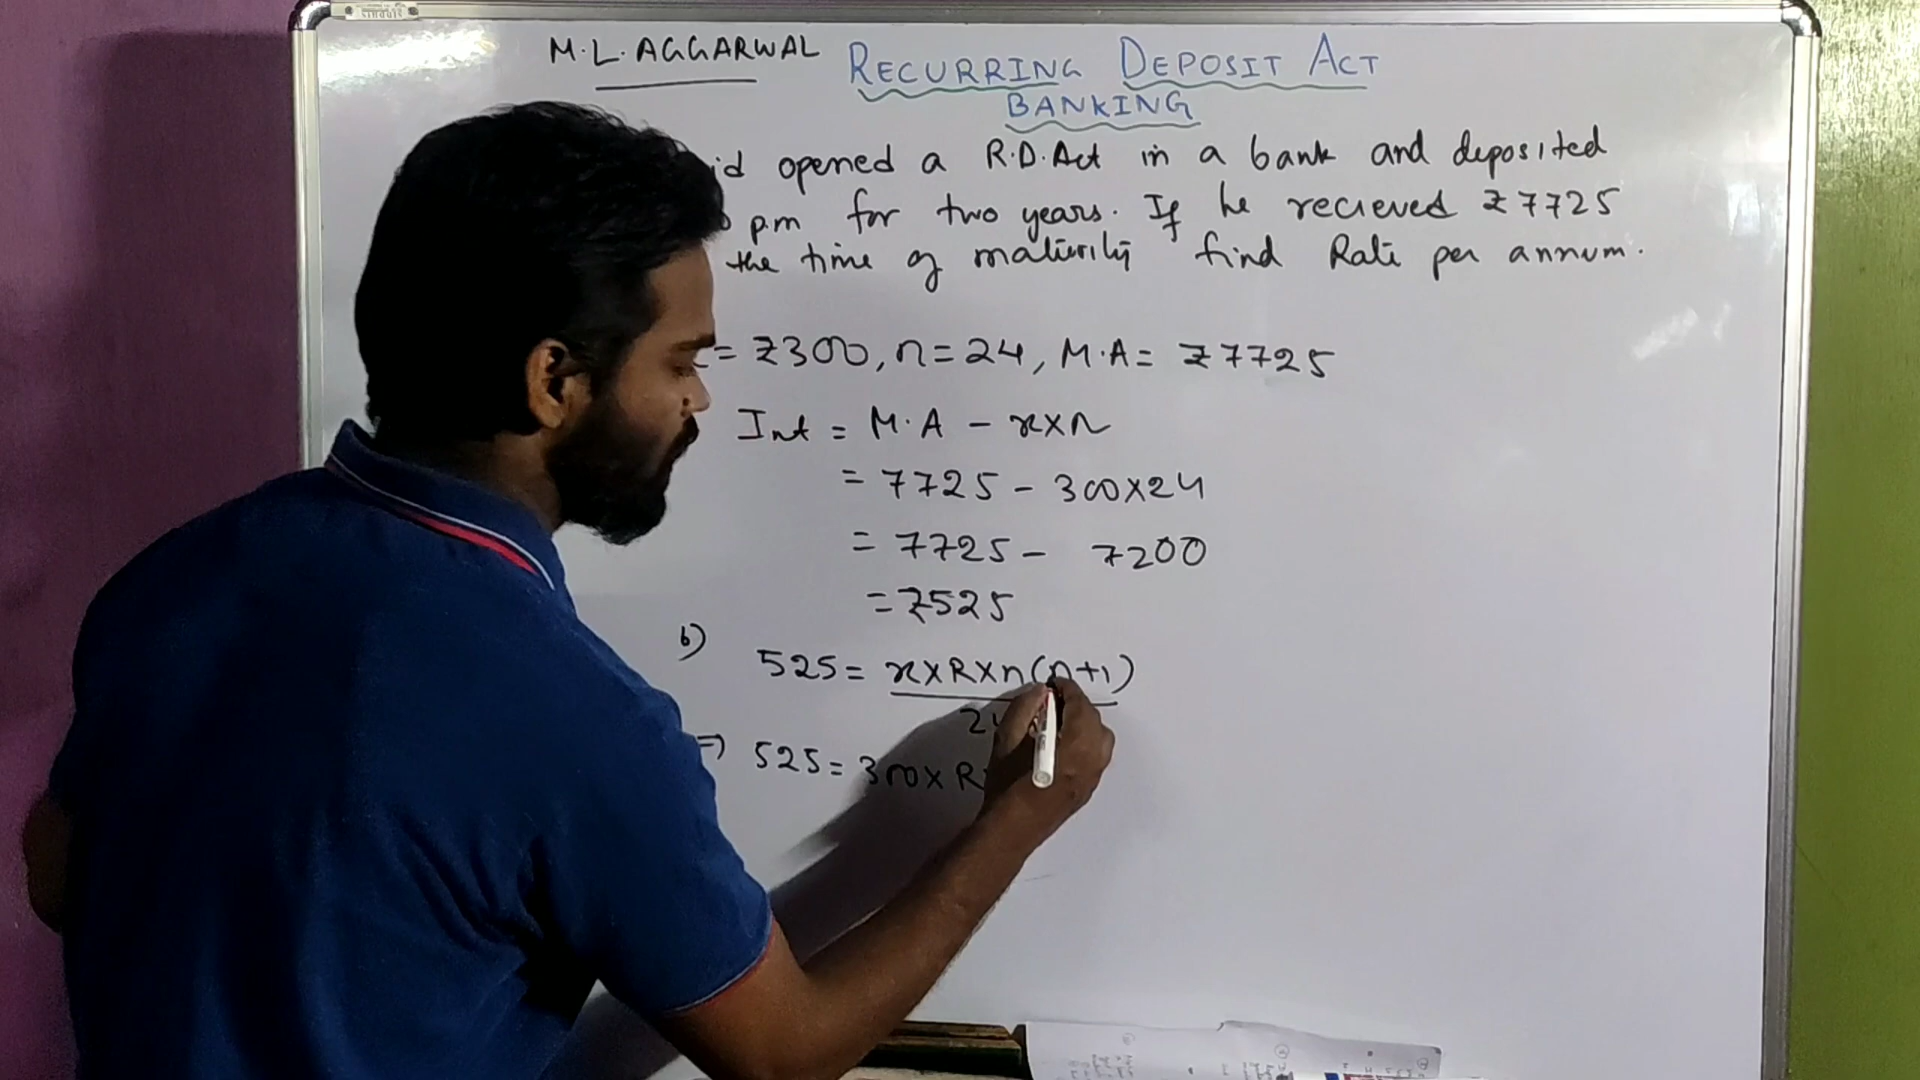 M.L. AGGARWAL RECURRING DEPOSIT ACT
BANKING
id opened a R.D. Act in a bank and deposited
p.m for two years. If he recieved ₹7725
the time of maturity find Rate per annum.
= ₹300, n=24, M.A= ₹7725
Int = M.A - x×n
= 7725 - 300×24
= 7725 - 7200
= ₹525
b)
525 = x×R×n(n+1)
⇒ 525 = 300× R